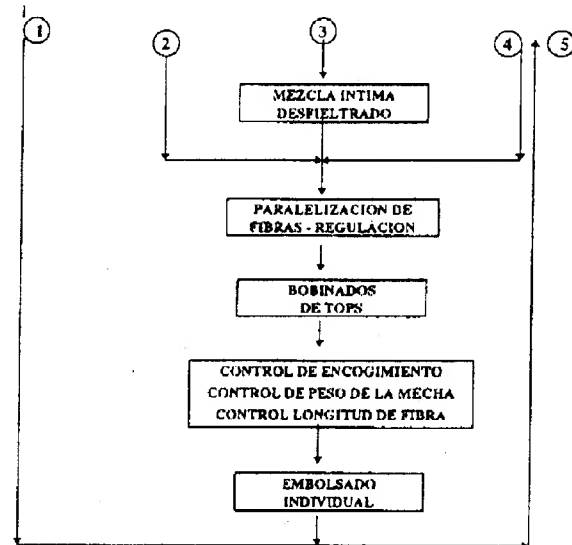 1
2
3
4
5
MEZCLA INTIMA
DESFIELTRADO
PARALELIZACION DE
FIBRAS - REGULACION
BOBINADOS
DE TOPS
CONTROL DE ENCOGIMIENTO
CONTROL DE PESO DE LA MECHA
CONTROL LONGITUD DE FIBRA
EMBOLSADO
INDIVIDUAL